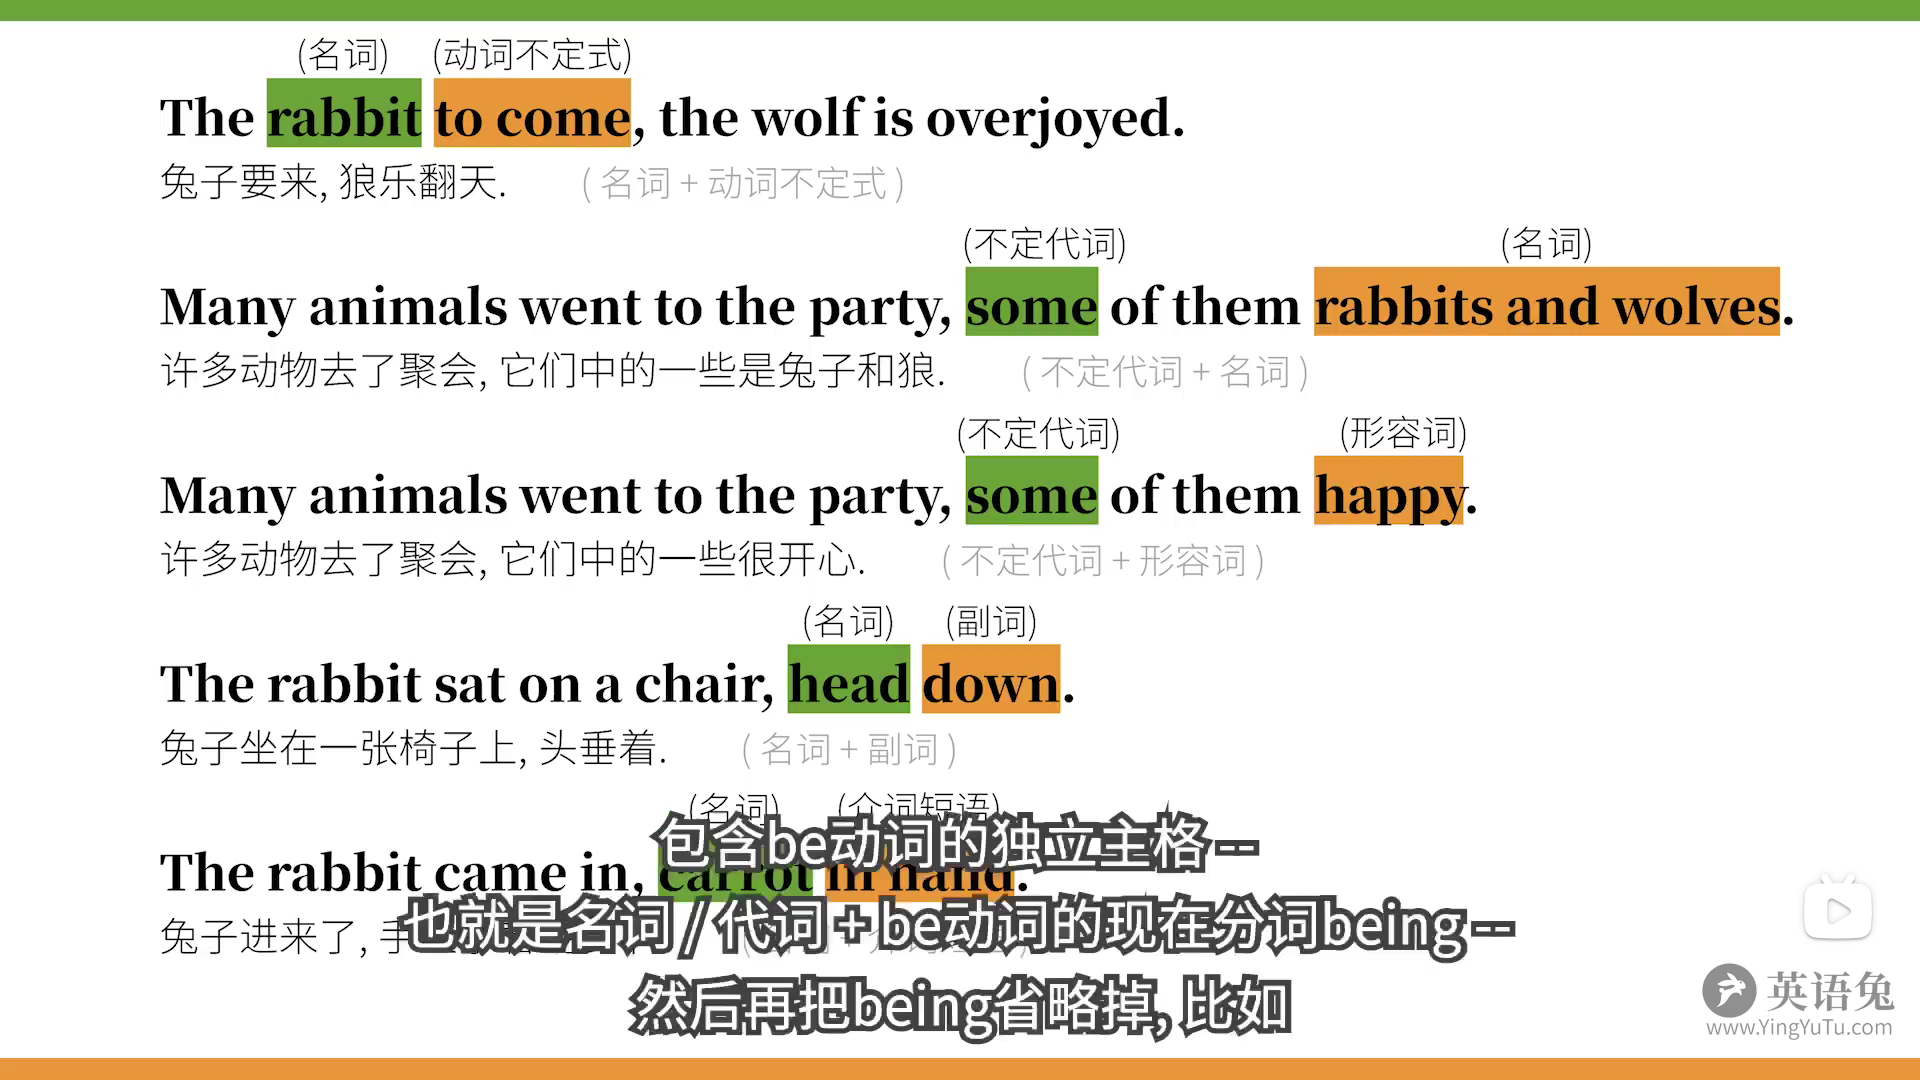 (名词) (动词不定式)
The rabbit to come, the wolf is overjoyed.
兔子要来, 狼乐翻天. ( 名词 + 动词不定式 )
(不定代词) (名词)
Many animals went to the party, some of them rabbits and wolves.
许多动物去了聚会, 它们中的一些是兔子和狼. ( 不定代词 + 名词 )
(不定代词) (形容词)
Many animals went to the party, some of them happy.
许多动物去了聚会, 它们中的一些很开心. ( 不定代词 + 形容词 )
(名词) (副词)
The rabbit sat on a chair, head down.
兔子坐在一张椅子上, 头垂着. ( 名词 + 副词 )
(名词) (介词短语)
The rabbit came in, carrot in hand.
兔子进来了, 手
包含be动词的独立主格 --
也就是名词 / 代词 + be动词的现在分词being --
然后再把being省略掉, 比如
英语兔
www.YingYuTu.com